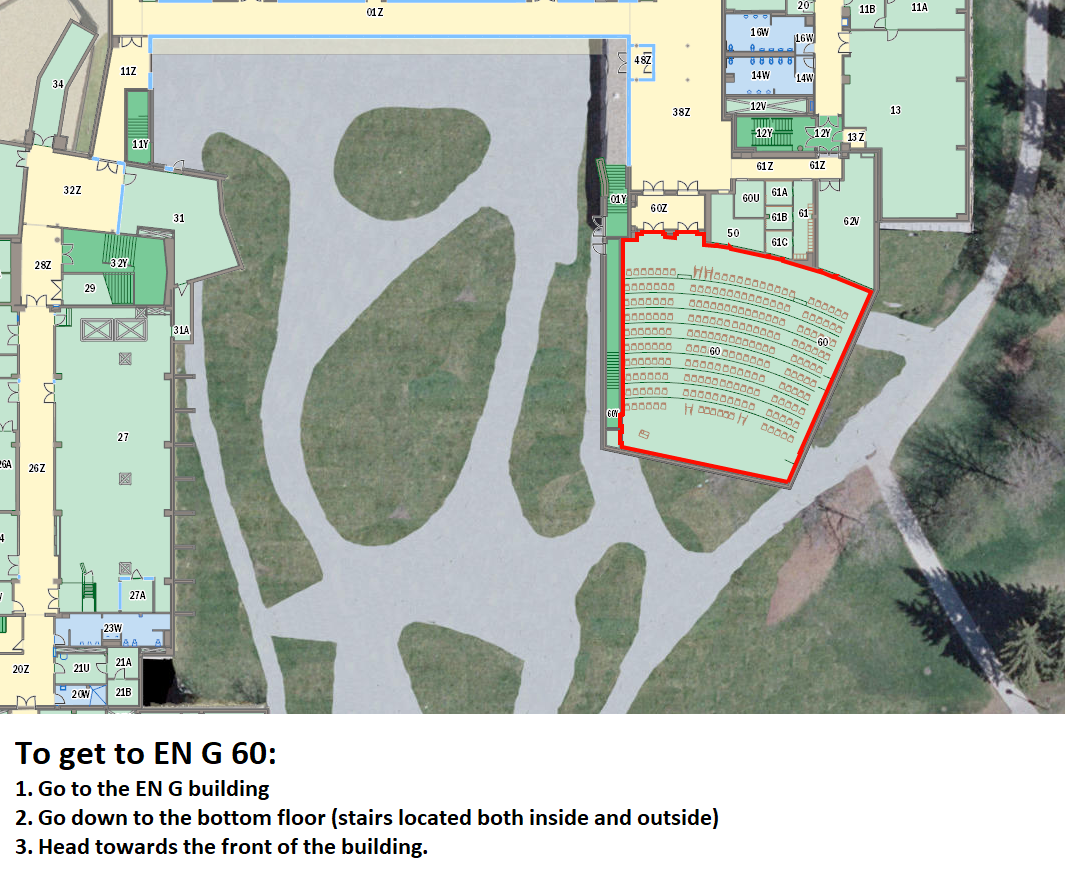 01Z
20
11B
11A
16W
16W
48Z
11Z
34
14W
14W
12V
13
38Z
12Y
12Y
13Z
11Y
61Z
61Z
32Z
60U
61A
01Y
60Z
61
61B
62V
31
50
61C
28Z
32Y
29
31A
60
60
60Y
27
26A
26Z
4
27A
23W
20Z
21U
21A
20W
21B
To get to EN G 60:
1. Go to the EN G building
2. Go down to the bottom floor (stairs located both inside and outside)
3. Head towards the front of the building.